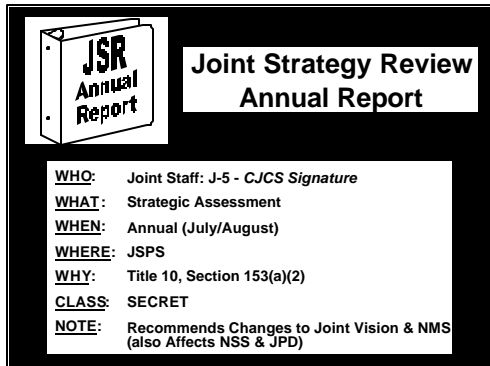 JSR
Annual
Report
Joint Strategy Review
Annual Report
WHO: Joint Staff: J-5 - CJCS Signature
WHAT: Strategic Assessment
WHEN: Annual (July/August)
WHERE: JSPS
WHY: Title 10, Section 153(a)(2)
CLASS: SECRET
NOTE: Recommends Changes to Joint Vision & NMS
(also Affects NSS & JPD)